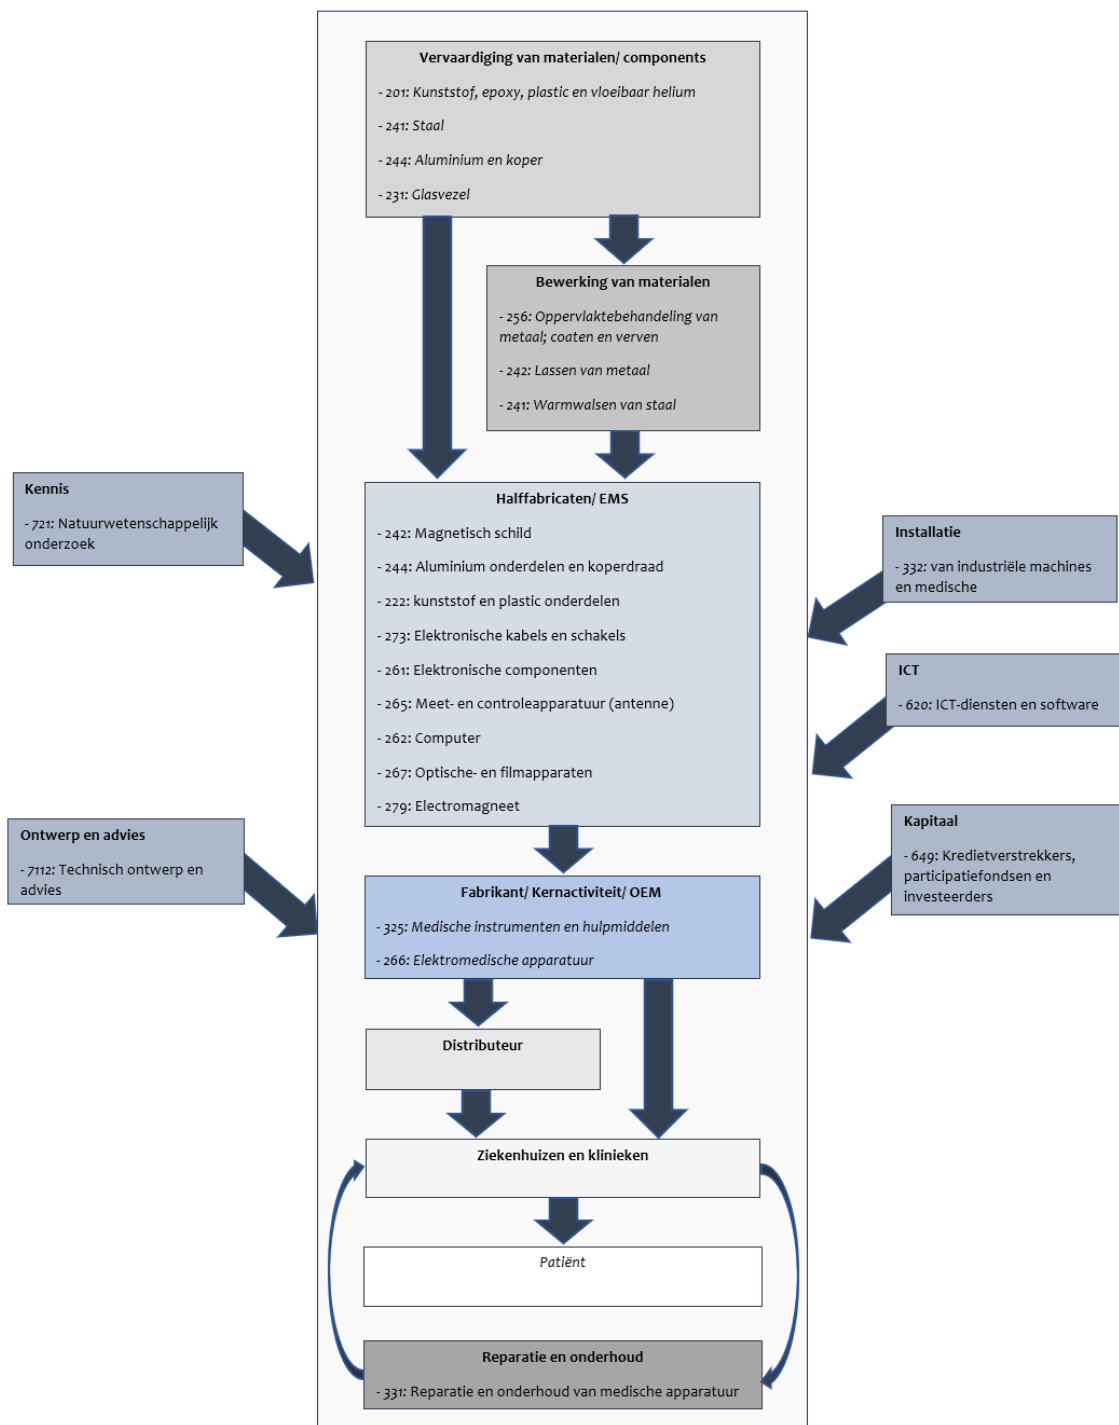 Vervaardiging van materialen/ components
- 201: Kunststof, epoxy, plastic en vloeibaar helium
- 241: Staal
- 244: Aluminium en koper
- 231: Glasvezel
Bewerking van materialen
- 256: Oppervlaktebehandeling van
metaal; coaten en verven
- 242: Lassen van metaal
- 241: Warmwalsen van staal
Kennis
- 721: Natuurwetenschappelijk
onderzoek
Halffabricaten/ EMS
- 242: Magnetisch schild
- 244: Aluminium onderdelen en koperdraad
- 222: kunststof en plastic onderdelen
- 273: Elektronische kabels en schakels
- 261: Elektronische componenten
- 265: Meet- en controleapparatuur (antenne)
- 262: Computer
- 267: Optische- en filmapparaten
- 279: Electromagneet
Installatie
- 332: van industriële machines
en medische
ICT
- 620: ICT-diensten en software
Ontwerp en advies
- 7112: Technisch ontwerp en
advies
Kapitaal
- 649: Kredietverstrekkers,
participatiefondsen en
investeerders
Fabrikant/ Kernactiviteit/ OEM
- 325: Medische instrumenten en hulpmiddelen
- 266: Elektromedische apparatuur
Distributeur
Ziekenhuizen en klinieken
Patiënt
Reparatie en onderhoud
- 331: Reparatie en onderhoud van medische apparatuur